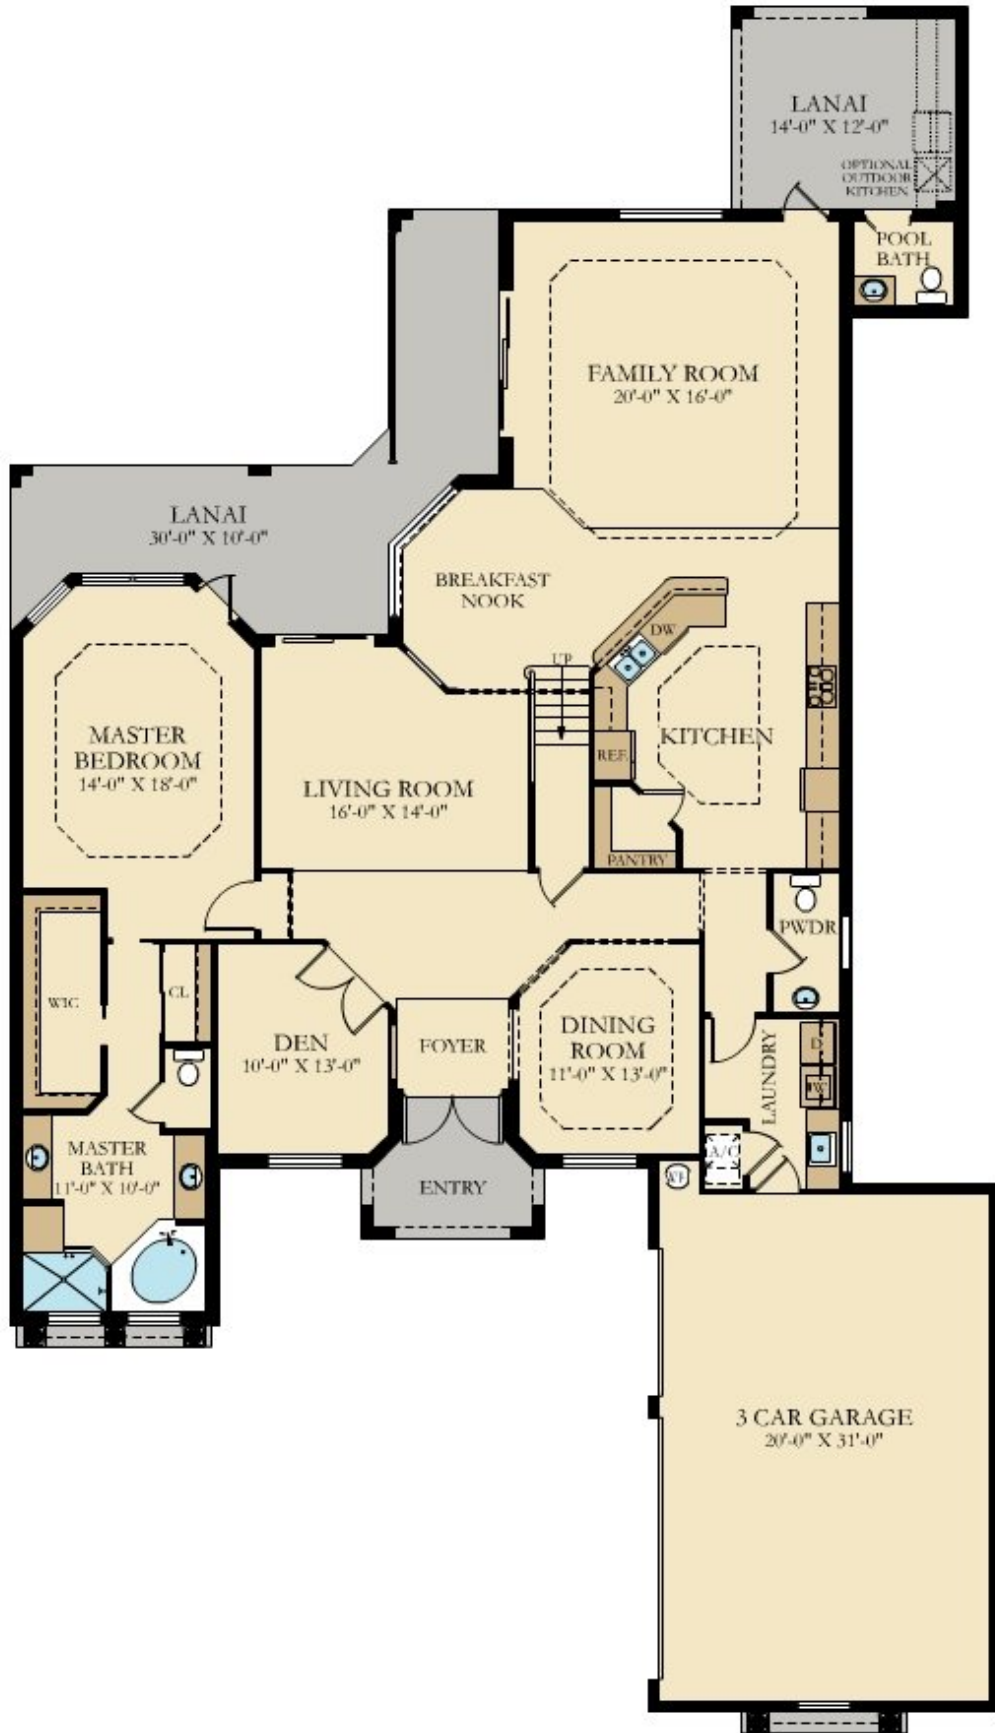 LANAI
14'-0" X 12'-0"
OPTIONAL
OUTDOOR
KITCHEN
POOL
BATH
FAMILY ROOM
20'-0" X 16'-0"
LANAI
30'-0" X 10'-0"
BREAKFAST
NOOK
DW
UP
MASTER
BEDROOM
14'-0" X 18'-0"
KITCHEN
REF.
LIVING ROOM
16'-0" X 14'-0"
PANTRY
PWDR
WIC
CL
DEN
10'-0" X 13'-0"
FOYER
DINING
ROOM
11'-0" X 13'-0"
LAUNDRY
D
W
MASTER
BATH
11'-0" X 10'-0"
A/C
ENTRY
3 CAR GARAGE
20'-0" X 31'-0"